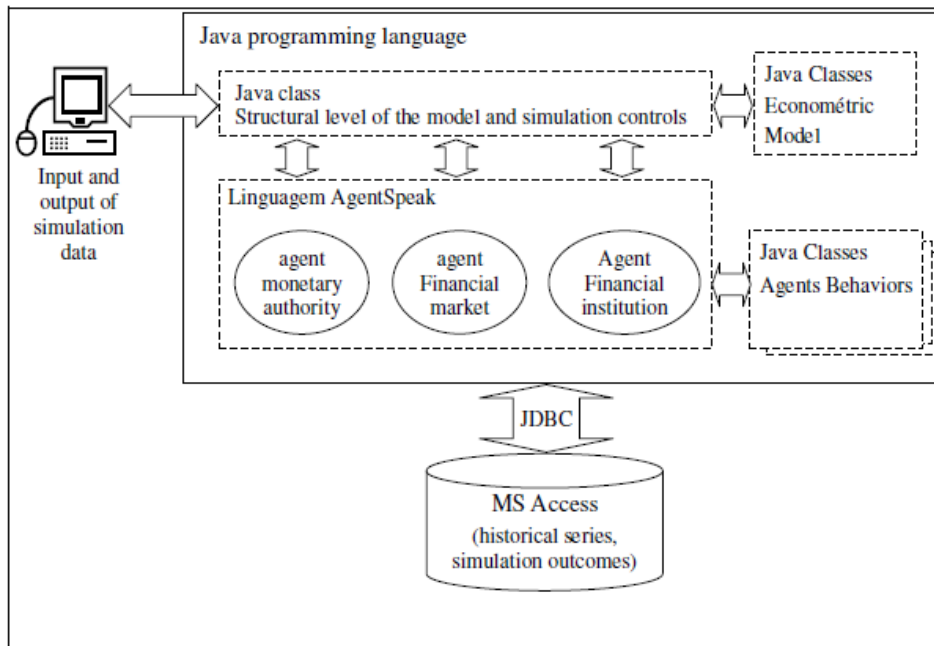 Java programming language
Java class
Structural level of the model and simulation controls
Java Classes
Econométric
Model
Input and
output of
simulation
data
Linguagem AgentSpeak
agent
monetary
authority
agent
Financial
market
Agent
Financial
institution
Java Classes
Agents Behaviors
JDBC
MS Access
(historical series,
simulation outcomes)